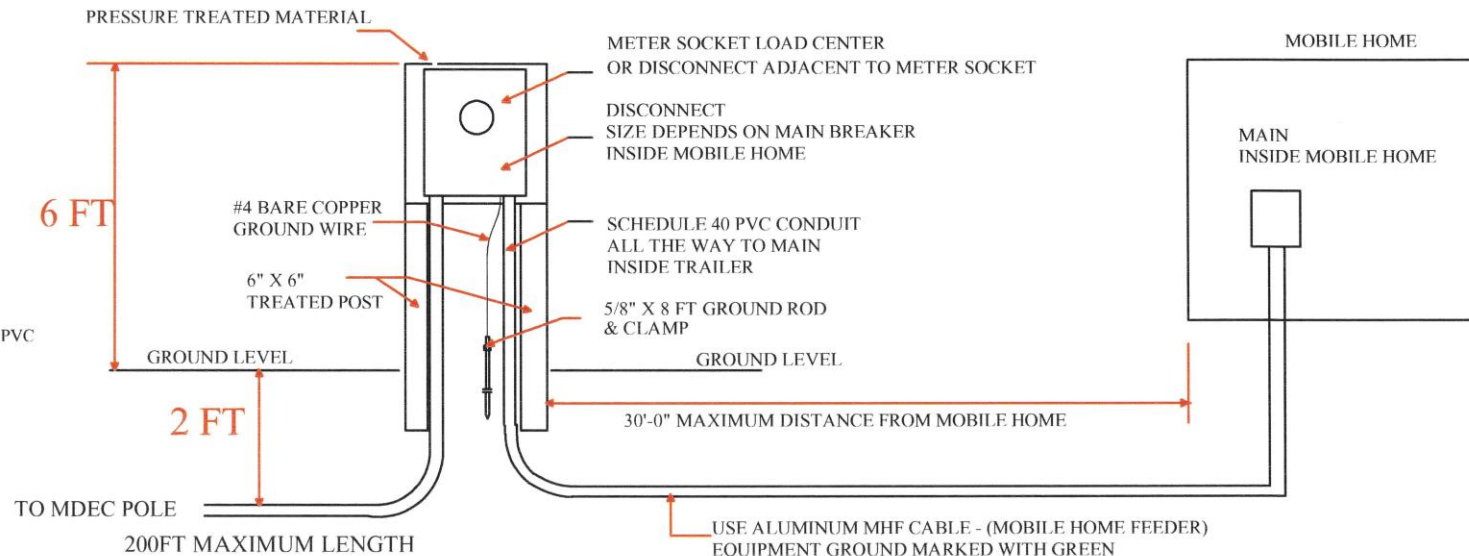 PRESSURE TREATED MATERIAL
METER SOCKET LOAD CENTER
OR DISCONNECT ADJACENT TO METER SOCKET
MOBILE HOME
DISCONNECT
SIZE DEPENDS ON MAIN BREAKER
INSIDE MOBILE HOME
MAIN
INSIDE MOBILE HOME
6 FT
#4 BARE COPPER
GROUND WIRE
SCHEDULE 40 PVC CONDUIT
ALL THE WAY TO MAIN
INSIDE TRAILER
6" X 6"
TREATED POST
5/8" X 8 FT GROUND ROD
& CLAMP
PVC
GROUND LEVEL
GROUND LEVEL
2 FT
30'-0" MAXIMUM DISTANCE FROM MOBILE HOME
TO MDEC POLE
200FT MAXIMUM LENGTH
USE ALUMINUM MHF CABLE - (MOBILE HOME FEEDER)
EQUIPMENT GROUND MARKED WITH GREEN